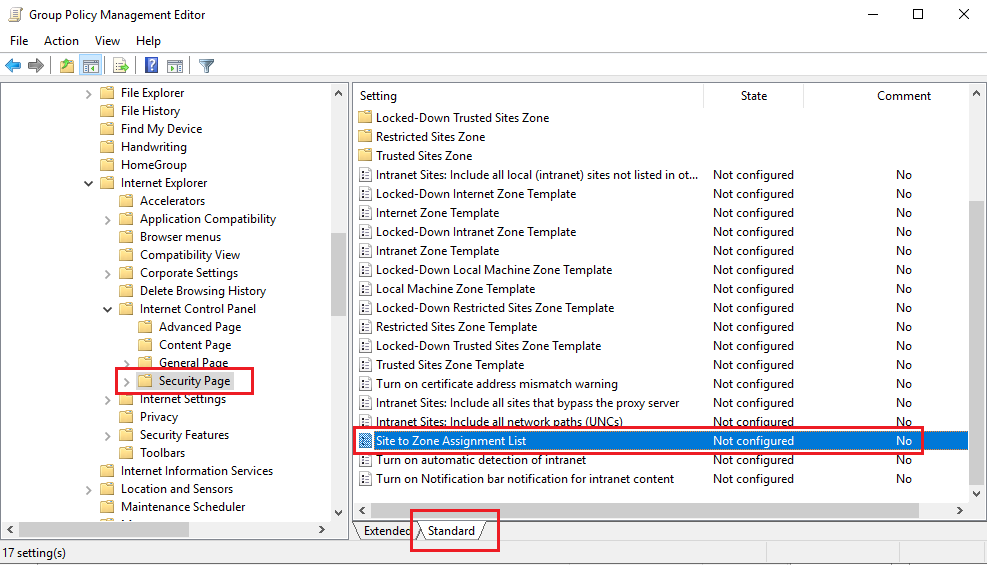 Group Policy Management Editor
File Action View Help
File Explorer
File History
Find My Device
Handwriting
HomeGroup
Internet Explorer
Accelerators
Application Compatibility
Browser menus
Compatibility View
Corporate Settings
Delete Browsing History
Internet Control Panel
Advanced Page
Content Page
General Page
Security Page
Internet Settings
Privacy
Security Features
Toolbars
Internet Information Services
Location and Sensors
Maintenance Scheduler
Setting State Comment
Locked-Down Trusted Sites Zone
Restricted Sites Zone
Trusted Sites Zone
Intranet Sites: Include all local (intranet) sites not listed in ot... Not configured No
Locked-Down Internet Zone Template Not configured No
Internet Zone Template Not configured No
Locked-Down Intranet Zone Template Not configured No
Intranet Zone Template Not configured No
Locked-Down Local Machine Zone Template Not configured No
Local Machine Zone Template Not configured No
Locked-Down Restricted Sites Zone Template Not configured No
Restricted Sites Zone Template Not configured No
Locked-Down Trusted Sites Zone Template Not configured No
Trusted Sites Zone Template Not configured No
Turn on certificate address mismatch warning Not configured No
Intranet Sites: Include all sites that bypass the proxy server Not configured No
Intranet Sites: Include all network paths (UNCs) Not configured No
Site to Zone Assignment List Not configured No
Turn on automatic detection of intranet Not configured No
Turn on Notification bar notification for intranet content Not configured No
Extended Standard
17 setting(s)